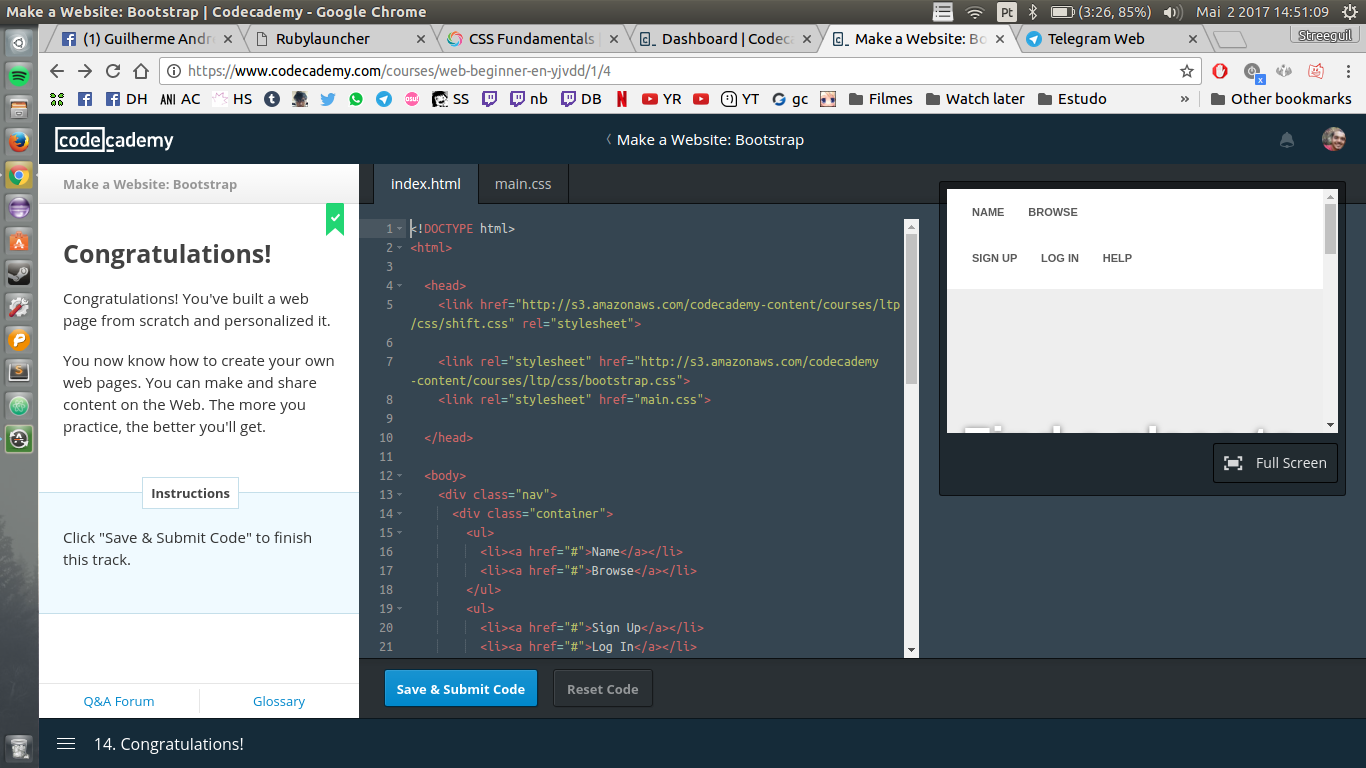 Make a Website: Bootstrap | Codecademy - Google Chrome
Pt
(3:26, 85%)
Mai 2 2017 14:51:09
(1) Guilherme Andr
Rubylauncher
CSS Fundamentals
Dashboard | Codec
Make a Website: Bo
Telegram Web
Streeguil
https://www.codecademy.com/courses/web-beginner-en-yjvdd/1/4
DH
ANI AC
HS
SS
nb
DB
YR
YT
gc
Filmes
Watch later
Estudo
»
Other bookmarks
codecademy
Make a Website: Bootstrap
Make a Website: Bootstrap
Congratulations!
Congratulations! You've built a web
page from scratch and personalized it.
You now know how to create your own
web pages. You can make and share
content on the Web. The more you
practice, the better you'll get.
Instructions
Click "Save & Submit Code" to finish
this track.
Q&A Forum
Glossary
index.html
main.css
1 <!DOCTYPE html>
2 <html>
3
4 <head>
5 <link href="http://s3.amazonaws.com/codecademy-content/courses/ltp
/css/shift.css" rel="stylesheet">
6
7 <link rel="stylesheet" href="http://s3.amazonaws.com/codecademy
-content/courses/ltp/css/bootstrap.css">
8 <link rel="stylesheet" href="main.css">
9
10 </head>
11
12 <body>
13 <div class="nav">
14 <div class="container">
15 <ul>
16 <li><a href="#">Name</a></li>
17 <li><a href="#">Browse</a></li>
18 </ul>
19 <ul>
20 <li><a href="#">Sign Up</a></li>
21 <li><a href="#">Log In</a></li>
NAME BROWSE
SIGN UP LOG IN HELP
Full Screen
Save & Submit Code
Reset Code
14. Congratulations!